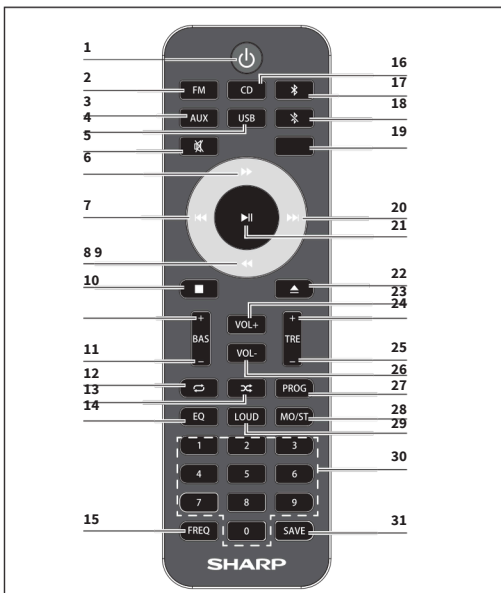 1
16
2
FM
CD
17
3
18
4
AUX
USB
5
19
6
7
20
21
8 9
22
10
23
24
+
VOL+
+
BAS
TRE
VOL-
−
−
11
25
12
26
13
PROG
27
14
28
EQ
LOUD
MO/ST
29
1
2
3
30
4
5
6
7
8
9
15
31
FREQ
0
SAVE
SHARP